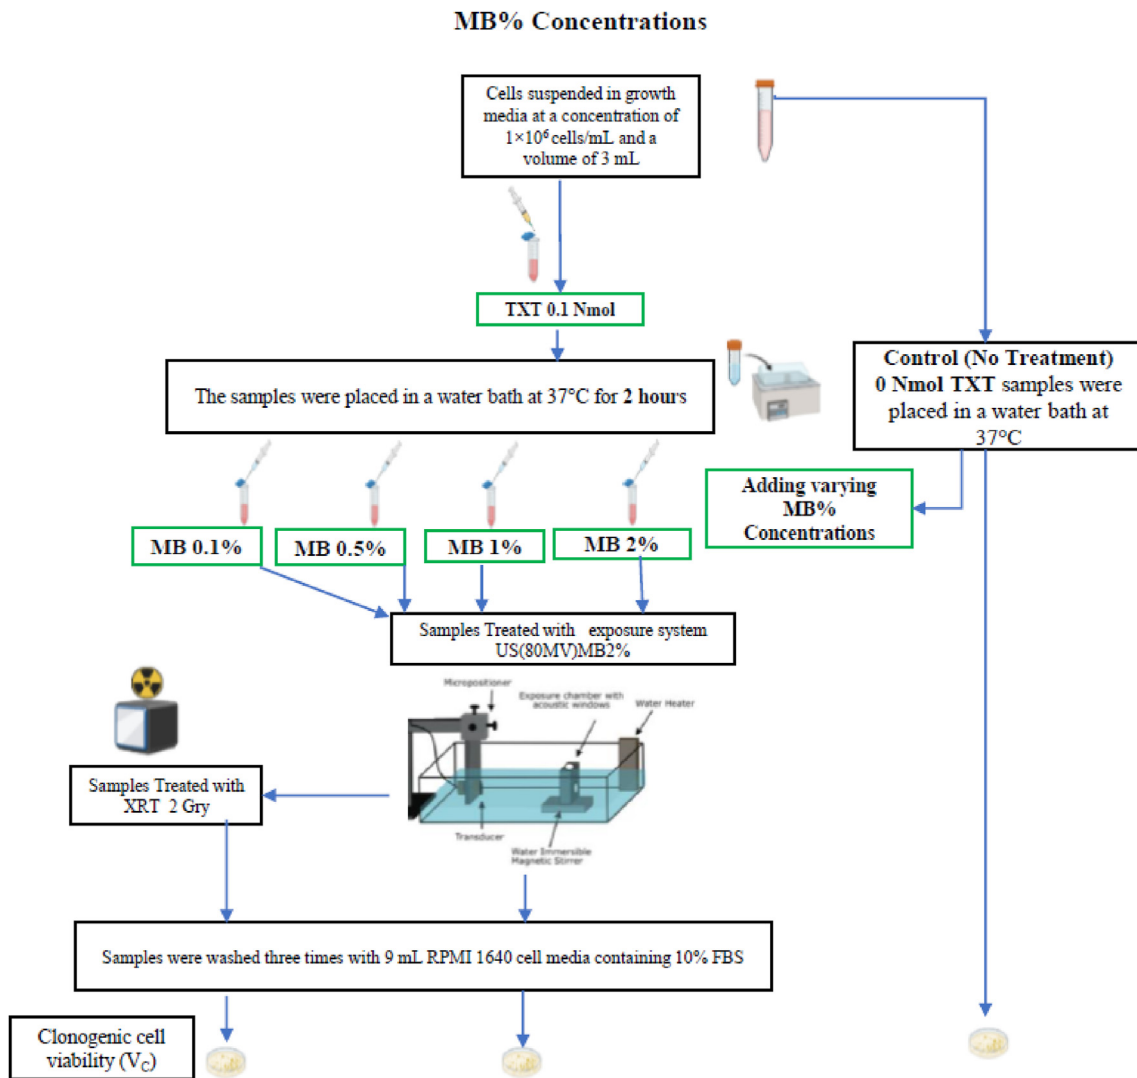 MB% Concentrations
Cells suspended in growth
media at a concentration of
1×10⁶ cells/mL and a
volume of 3 mL
TXT 0.1 Nmol
The samples were placed in a water bath at 37°C for 2 hours
Control (No Treatment)
0 Nmol TXT samples were
placed in a water bath at
37°C
Adding varying
MB%
Concentrations
MB 0.1%
MB 0.5%
MB 1%
MB 2%
Samples Treated with exposure system
US(80MV)MB2%
Micropositioner
Exposure chamber with
acoustic windows
Water Heater
Transducer
Water Immersible
Magnetic Stirrer
Samples Treated with
XRT 2 Gry
Samples were washed three times with 9 mL RPMI 1640 cell media containing 10% FBS
Clonogenic cell
viability (V_C)